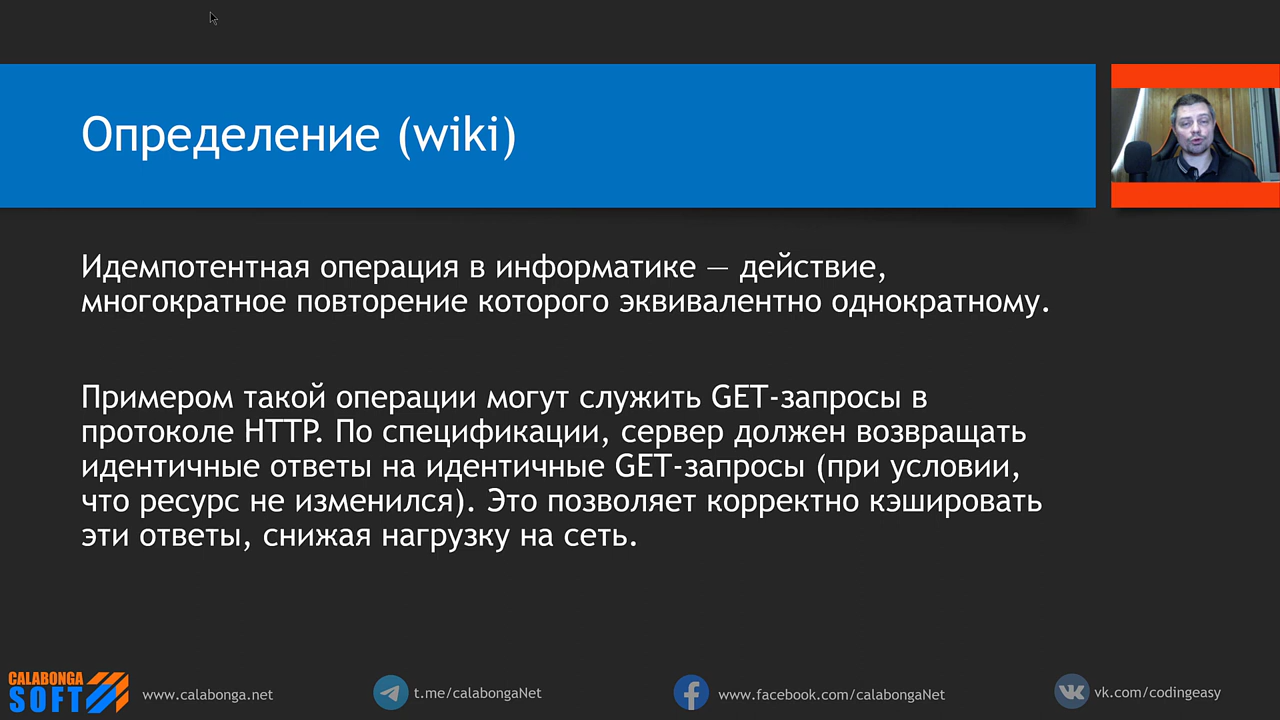 Определение (wiki)
Идемпотентная операция в информатике — действие,
многократное повторение которого эквивалентно однократному.
Примером такой операции могут служить GET-запросы в
протоколе HTTP. По спецификации, сервер должен возвращать
идентичные ответы на идентичные GET-запросы (при условии,
что ресурс не изменился). Это позволяет корректно кэшировать
эти ответы, снижая нагрузку на сеть.
CALABONGA
SOFT
www.calabonga.net
t.me/calabongaNet
www.facebook.com/calabongaNet
vk.com/codingeasy